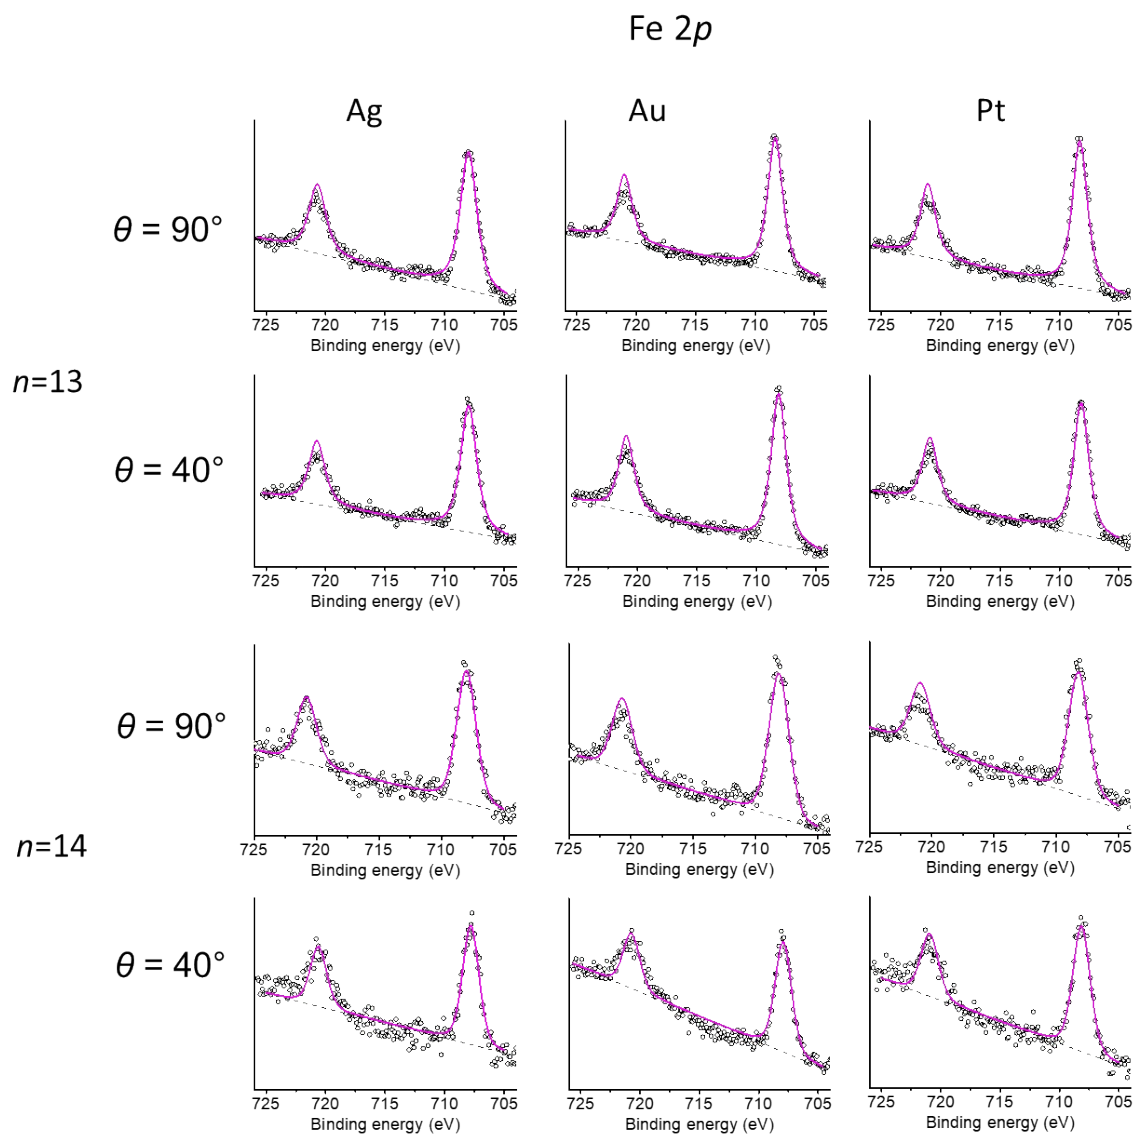 Fe 2p
Ag Au Pt
θ = 90°
725 720 715 710 705 725 720 715 710 705 725 720 715 710 705
Binding energy (eV) Binding energy (eV) Binding energy (eV)
n=13
θ = 40°
725 720 715 710 705 725 720 715 710 705 725 720 715 710 705
Binding energy (eV) Binding energy (eV) Binding energy (eV)
θ = 90°
725 720 715 710 705 725 720 715 710 705 725 720 715 710 705
Binding energy (eV) Binding energy (eV) Binding energy (eV)
n=14
θ = 40°
725 720 715 710 705 725 720 715 710 705 725 720 715 710 705
Binding energy (eV) Binding energy (eV) Binding energy (eV)